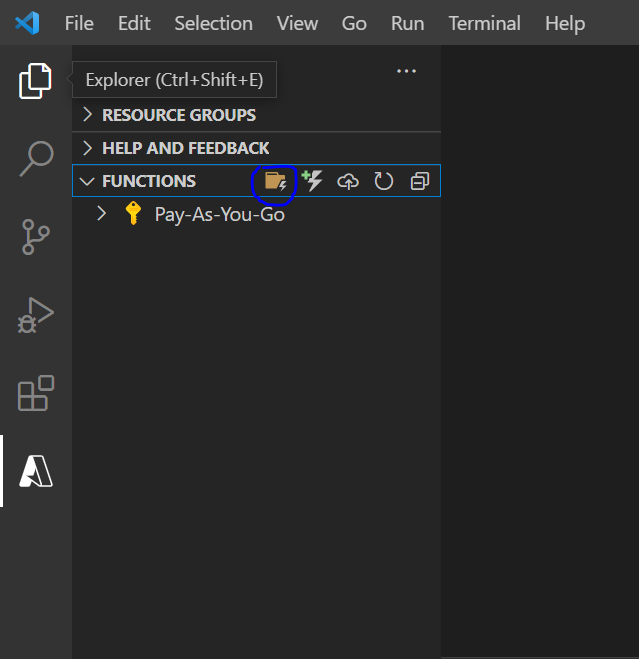 File Edit Selection View Go Run Terminal Help
Explorer (Ctrl+Shift+E)
RESOURCE GROUPS
HELP AND FEEDBACK
FUNCTIONS
Pay-As-You-Go